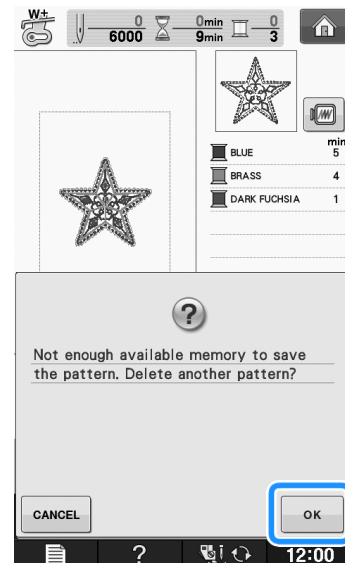 W+
0 0min 0
6000 9min 3
min
BLUE 5
BRASS 4
DARK FUCHSIA 1
?
Not enough available memory to save
the pattern. Delete another pattern?
CANCEL OK
? 12:00